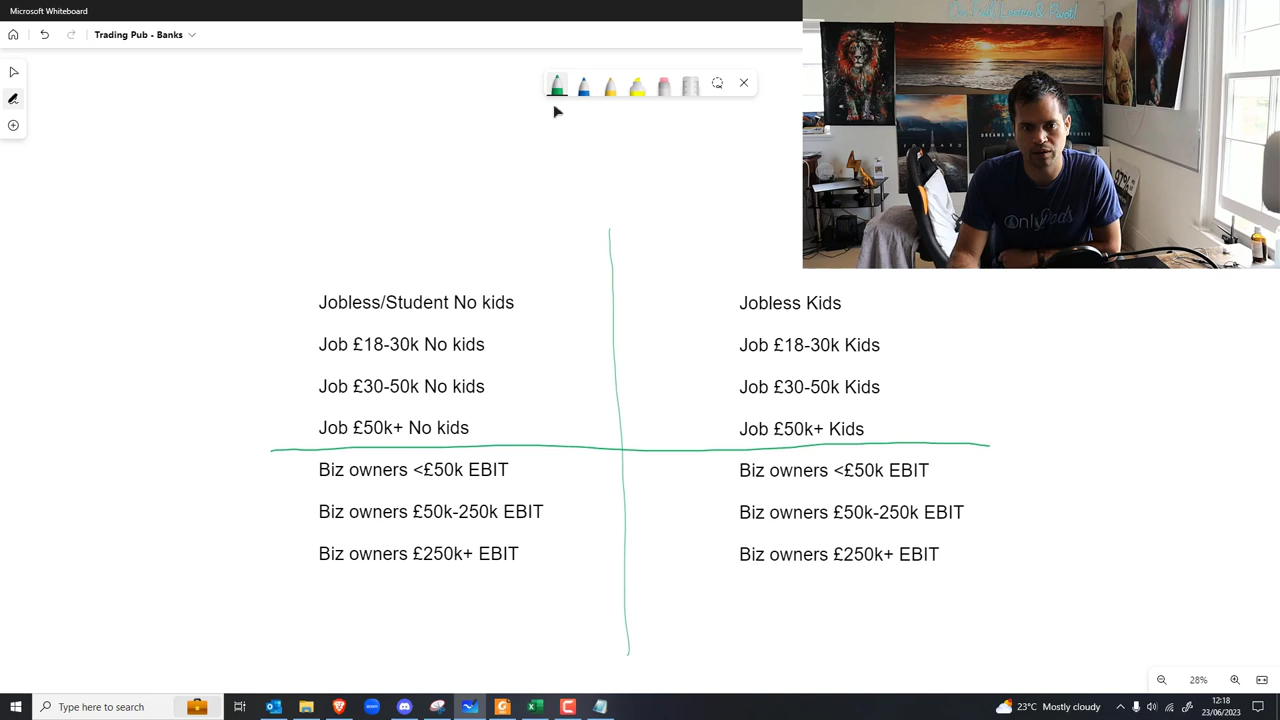 Microsoft Whiteboard
Trading Pub - Banks
Jobless/Student No kids
Job £18-30k No kids
Job £30-50k No kids
Job £50k+ No kids
Biz owners <£50k EBIT
Biz owners £50k-250k EBIT
Biz owners £250k+ EBIT
Jobless Kids
Job £18-30k Kids
Job £30-50k Kids
Job £50k+ Kids
Biz owners <£50k EBIT
Biz owners £50k-250k EBIT
Biz owners £250k+ EBIT
FORWARD
97%
28%
Type here to search
zoom
23°C Mostly cloudy
12:18
23/06/2023